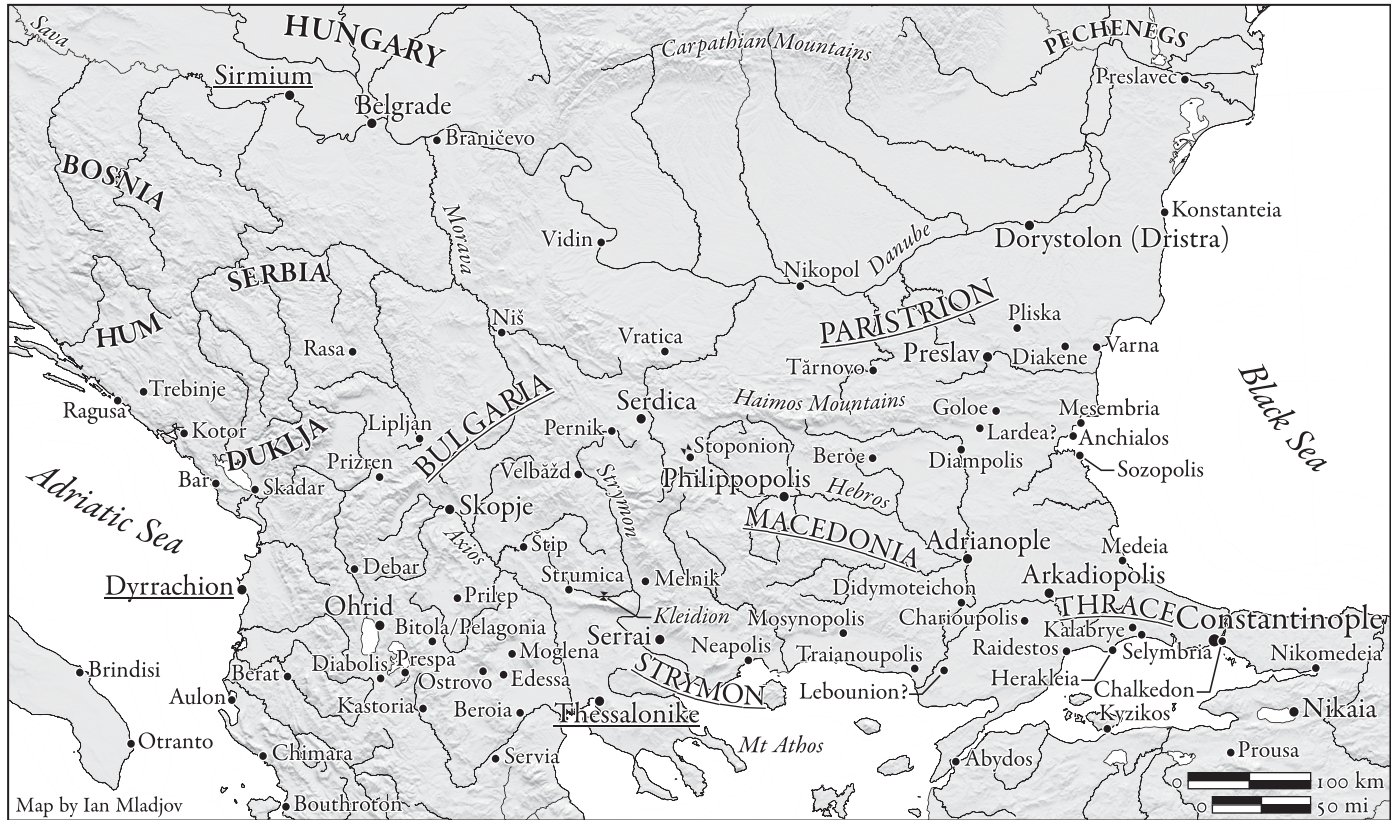 Sava
HUNGARY
Carpathian Mountains
PECHENEGS
Sirmium
Preslavec
Belgrade
Braničevo
BOSNIA
Morava
Konstanteia
Vidin
Danube
Dorystolon (Dristra)
SERBIA
Nikopol
HUM
PARISTRION
Niš
Pliska
Vratica
Rasa
Preslav
Diakene
Varna
Tărnovo
Trebinje
Ragusa
BULGARIA
Haimos Mountains
Black Sea
Serdica
Goloe
Mesembria
Kotor
DUKLJA
Lipljan
Pernik
Lardea?
Anchialos
Stoponion
Prizren
Velbăžd
Beroe
Diampolis
Sozopolis
Bar
Skadar
Strymon
Philippopolis
Hebros
Adriatic Sea
Skopje
MACEDONIA
Axios
Štip
Adrianople
Medeia
Debar
Strumica
Melnik
Didymoteichon
Arkadiopolis
Dyrrachion
Prilep
Kleidion
Mosynopolis
Charioupolis
THRACE
Constantinople
Ohrid
Bitola/Pelagonia
Serrai
Neapolis
Kalabrye
Moglena
Traianoupolis
Raidestos
Selymbria
Nikomedeia
Brindisi
Berat
Diabolis
Prespa
Ostrovo
Edessa
STRYMON
Lebounion?
Herakleia
Chalkedon
Aulon
Kastoria
Beroia
Thessalonike
Kyzikos
Nikaia
Otranto
Chimara
Servia
Mt Athos
Abydos
Prousa
0 100 km
Map by Ian Mladjov
Bouthroton
0 50 mi